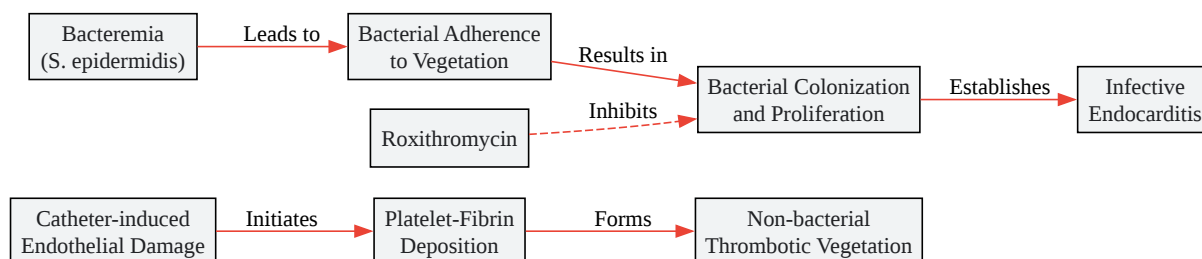 Bacteremia
(S. epidermidis)
Leads to
Bacterial Adherence
to Vegetation
Results in
Roxithromycin
Inhibits
Bacterial Colonization
and Proliferation
Establishes
Infective
Endocarditis
Catheter-induced
Endothelial Damage
Initiates
Platelet-Fibrin
Deposition
Forms
Non-bacterial
Thrombotic Vegetation